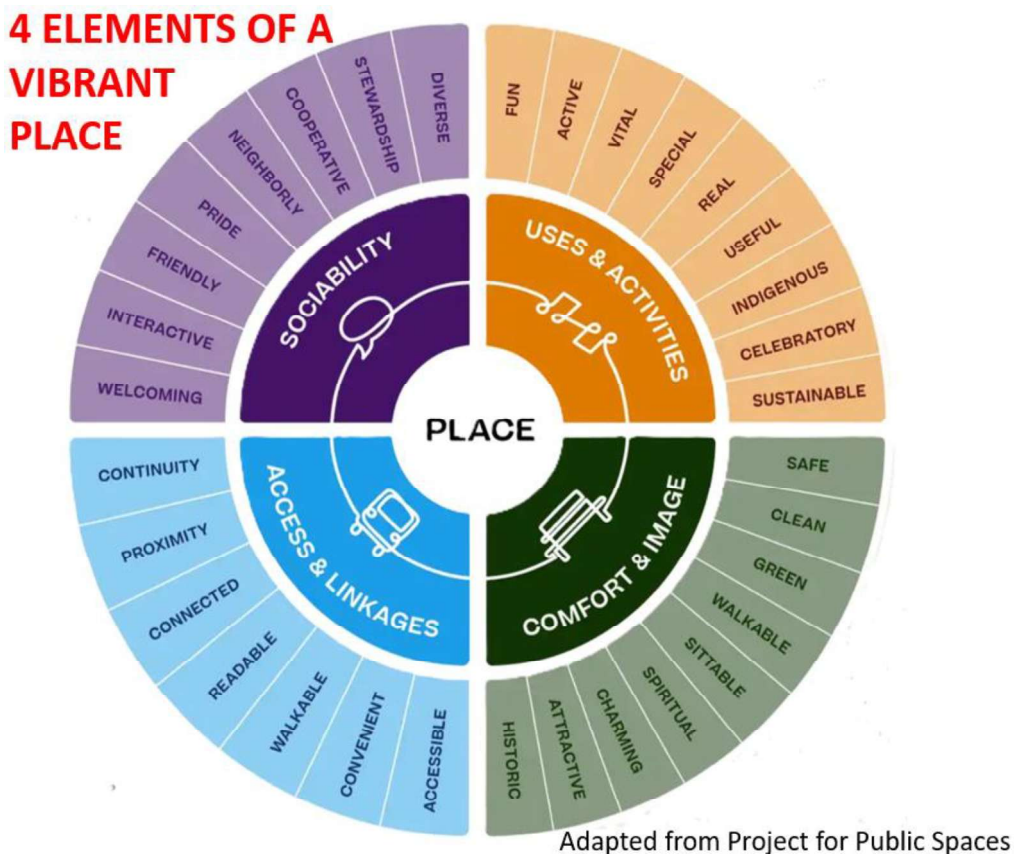 4 ELEMENTS OF A
VIBRANT
PLACE
DIVERSE
STEWARDSHIP
COOPERATIVE
NEIGHBORLY
PRIDE
FRIENDLY
INTERACTIVE
WELCOMING
SOCIABILITY
FUN
ACTIVE
VITAL
SPECIAL
REAL
USEFUL
INDIGENOUS
CELEBRATORY
SUSTAINABLE
USES & ACTIVITIES
PLACE
CONTINUITY
PROXIMITY
CONNECTED
READABLE
WALKABLE
CONVENIENT
ACCESSIBLE
ACCESS & LINKAGES
SAFE
CLEAN
GREEN
WALKABLE
SITTABLE
SPIRITUAL
CHARMING
ATTRACTIVE
HISTORIC
COMFORT & IMAGE
Adapted from Project for Public Spaces